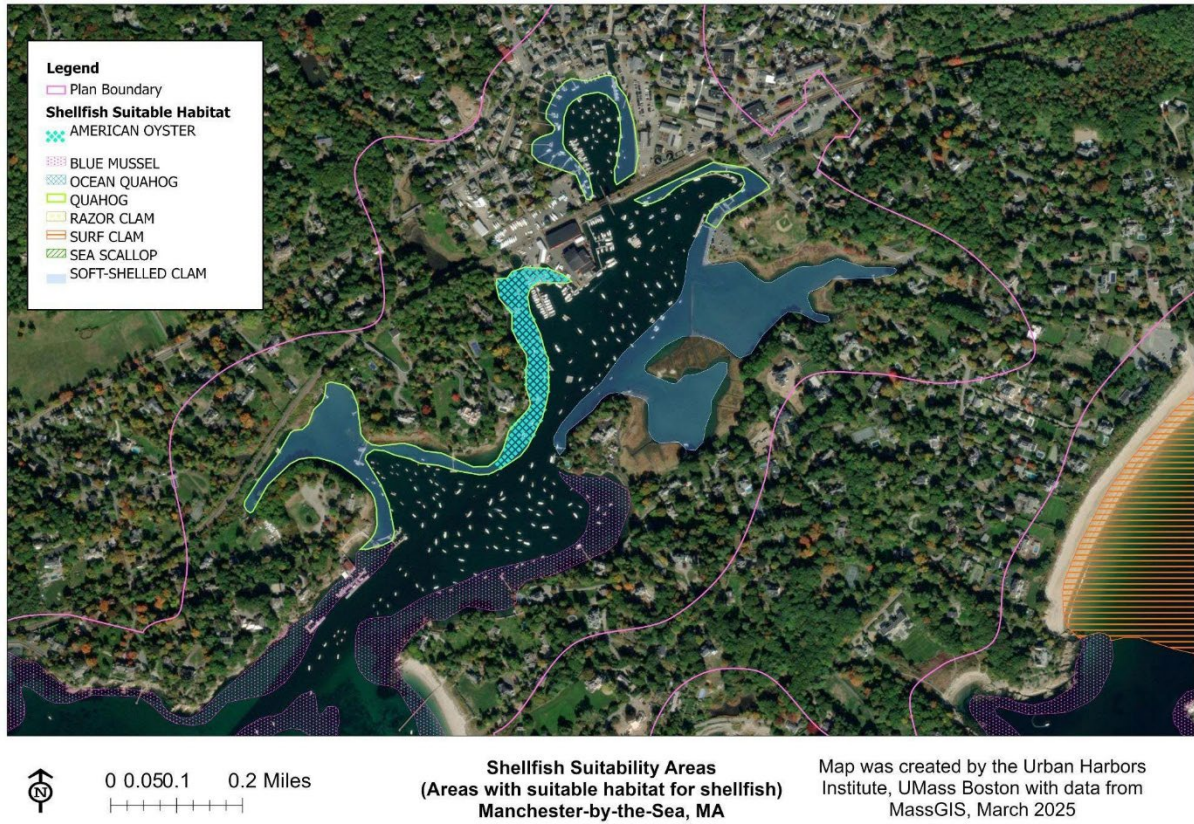 Legend
Plan Boundary
Shellfish Suitable Habitat
AMERICAN OYSTER
BLUE MUSSEL
OCEAN QUAHOG
QUAHOG
RAZOR CLAM
SURF CLAM
SEA SCALLOP
SOFT-SHELLED CLAM
N
0 0.050.1 0.2 Miles
Shellfish Suitability Areas
(Areas with suitable habitat for shellfish)
Manchester-by-the-Sea, MA
Map was created by the Urban Harbors
Institute, UMass Boston with data from
MassGIS, March 2025